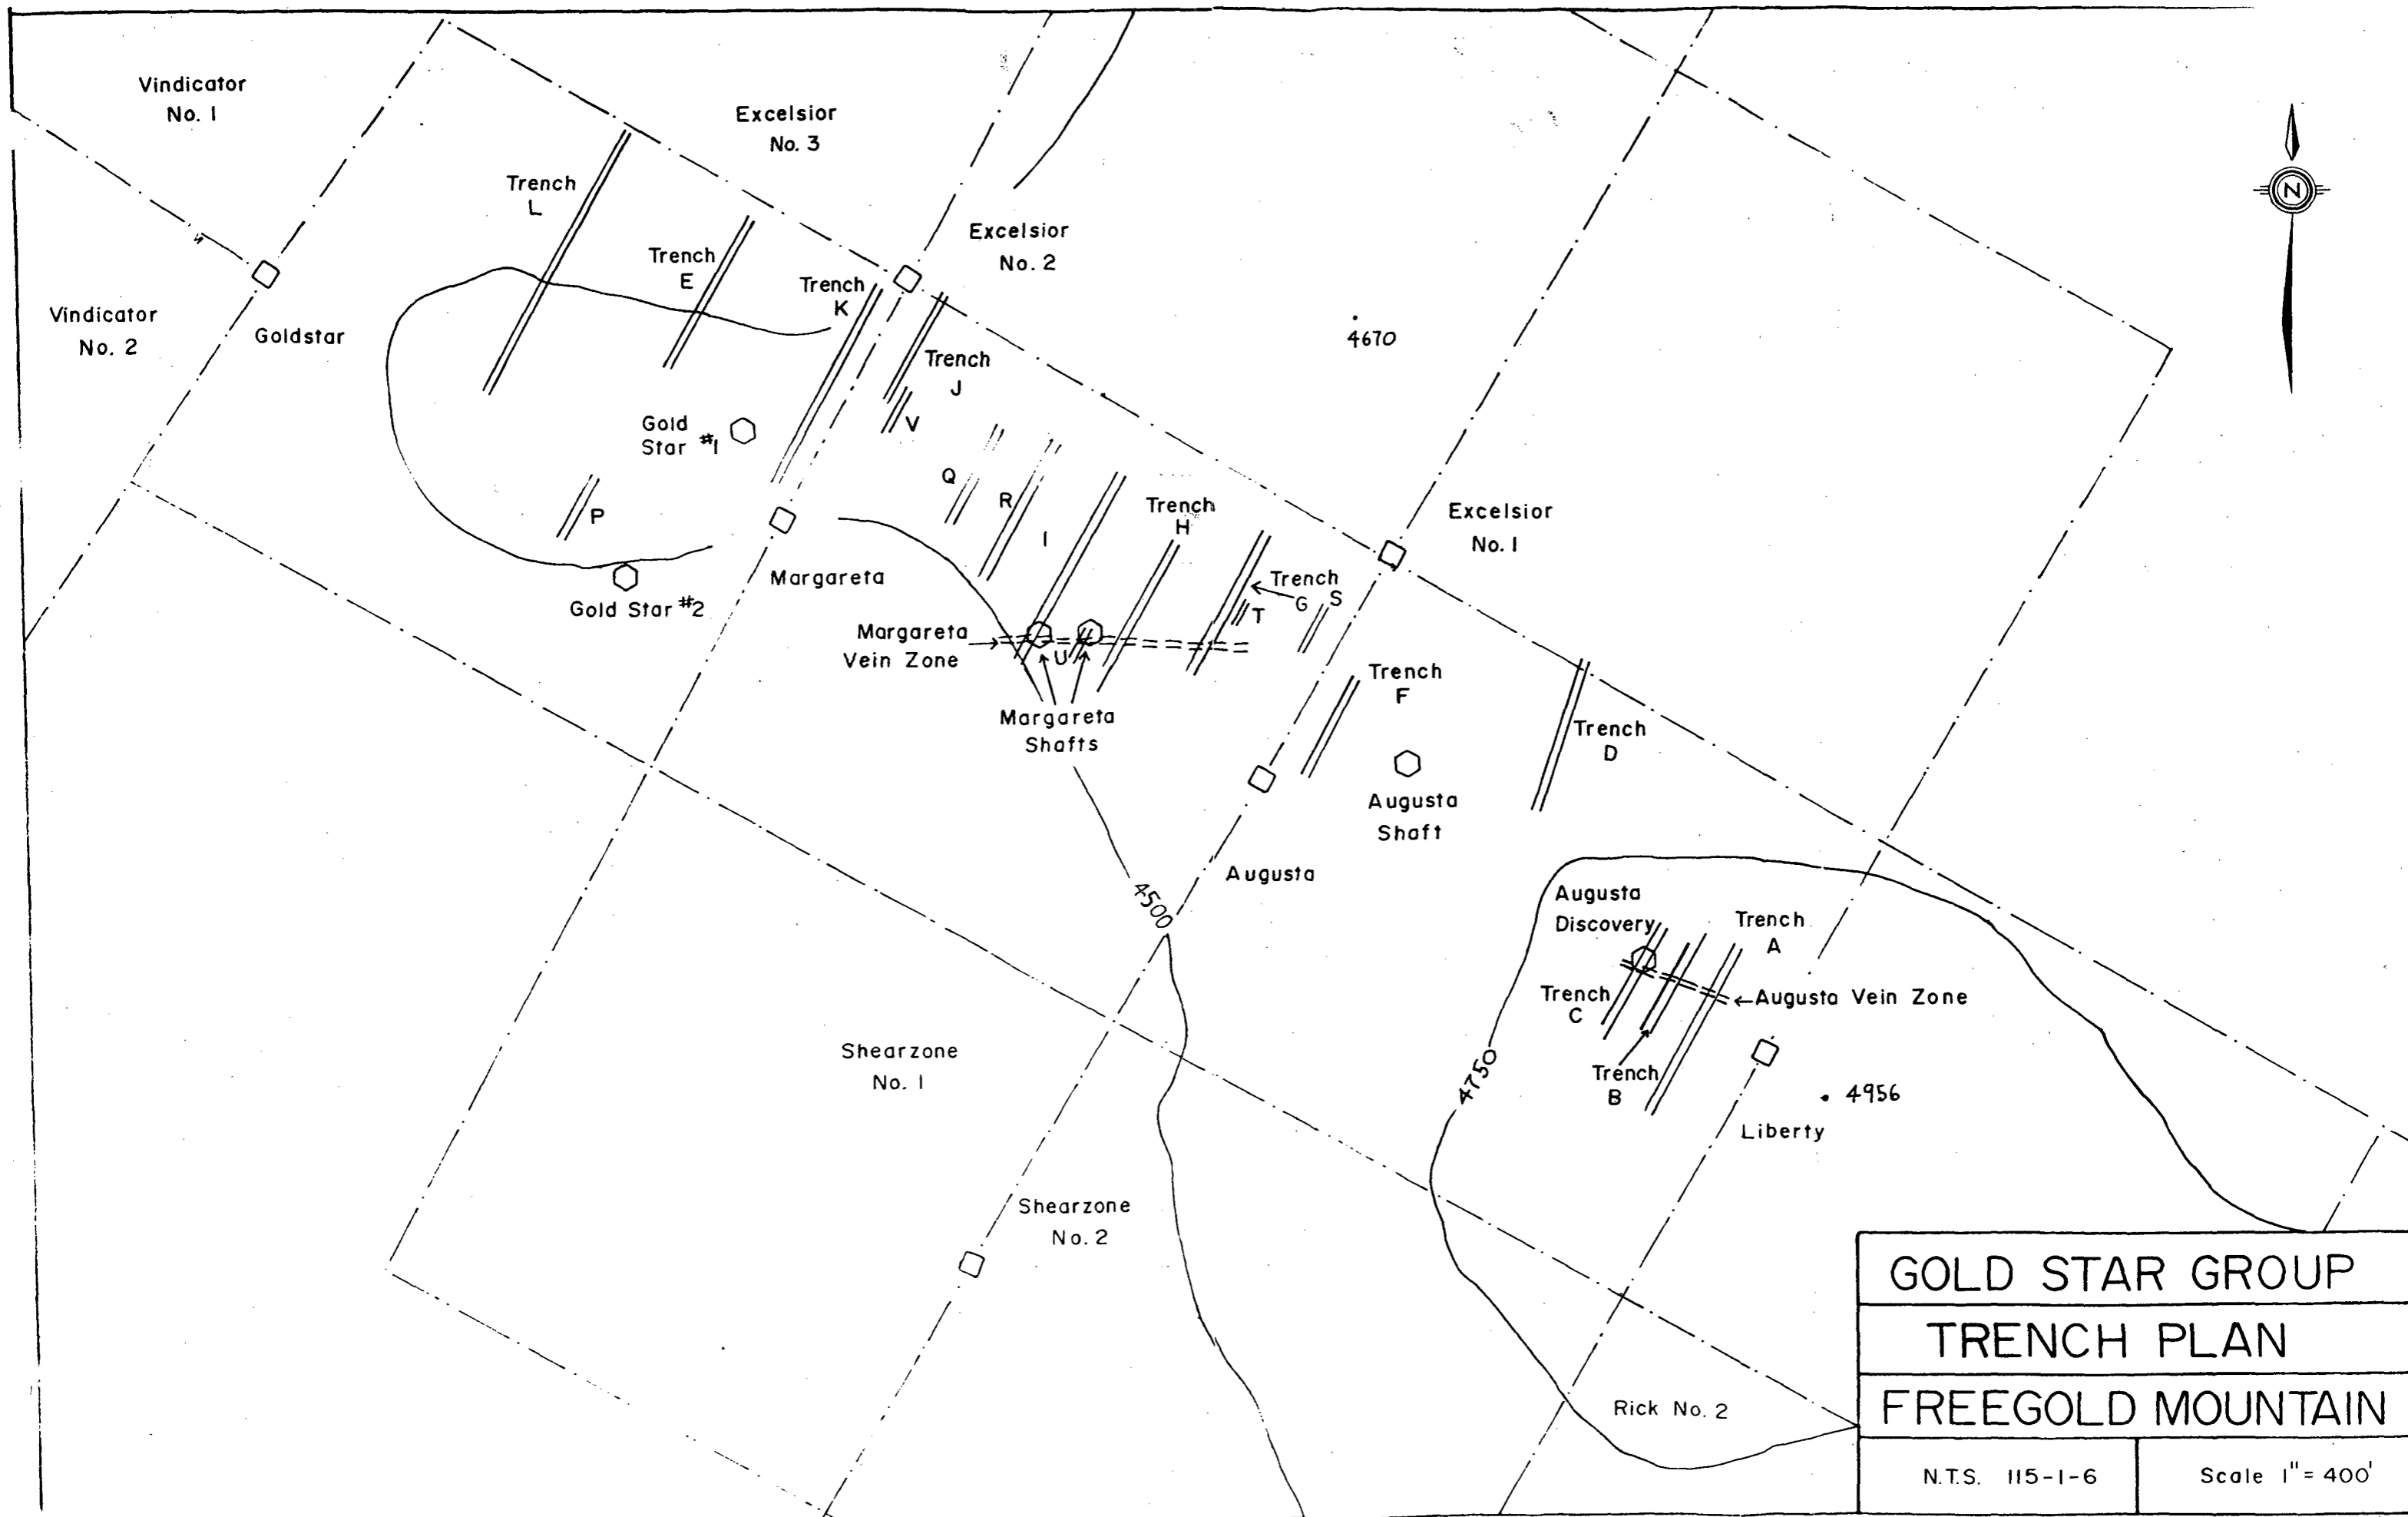 Vindicator
No. 1
Excelsior
No. 3
Trench
L
Excelsior
No. 2
Trench
E
Trench
K
Vindicator
No. 2
Goldstar
4670
Trench
J
V
Gold
Star #1
Q
R
I
P
Trench
H
Excelsior
No. 1
Margareta
Trench
G
S
T
Gold Star #2
Margareta
Vein Zone
U
Trench
F
Margareta
Shafts
Trench
D
Augusta
Shaft
Augusta
4500
Augusta
Discovery
Trench
A
Trench
C
Augusta Vein Zone
Shearzone
No. 1
4750
Trench
B
4956
Liberty
Shearzone
No. 2
Rick No. 2
N
GOLD STAR GROUP
TRENCH PLAN
FREEGOLD MOUNTAIN
N.T.S. 115-1-6
Scale 1" = 400'